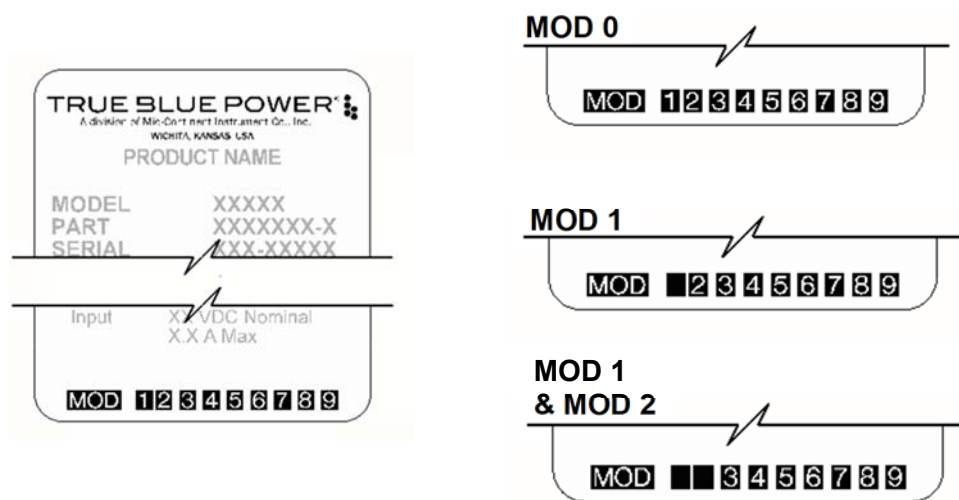 TRUE BLUE POWER
A division of Mid-Continent Instrument Co., Inc.
WICHITA, KANSAS USA
PRODUCT NAME
MODEL XXXXX
PART XXXXXXX-X
SERIAL XXX-XXXXX
Input XX VDC Nominal
X.X A Max
MOD 1 2 3 4 5 6 7 8 9
MOD 0
MOD 1 2 3 4 5 6 7 8 9
MOD 1
MOD 2 3 4 5 6 7 8 9
MOD 1
& MOD 2
MOD 3 4 5 6 7 8 9